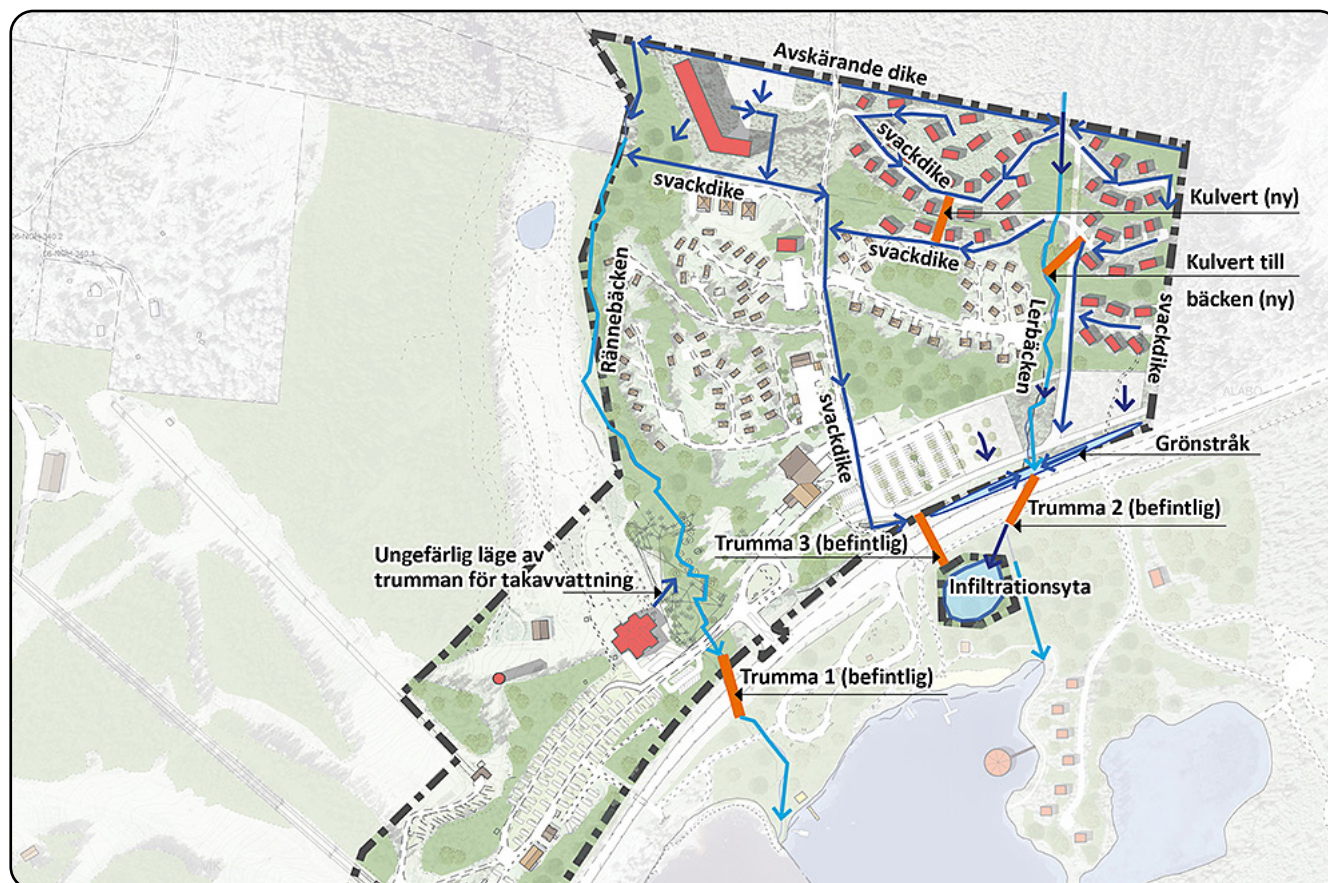 Avskärande dike
svackdike
svackdike
Kulvert (ny)
svackdike
Kulvert till
bäcken (ny)
Rännebäcken
Lerbäcken
svackdike
svackdike
Grönstråk
Trumma 2 (befintlig)
Trumma 3 (befintlig)
Ungefärlig läge av
trumman för takavvattning
Infiltrationsyta
Trumma 1 (befintlig)